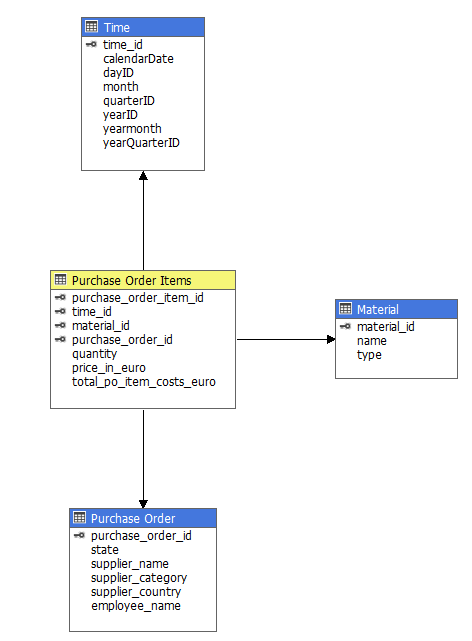 Time
time_id
calendarDate
dayID
month
quarterID
yearID
yearmonth
yearQuarterID
Purchase Order Items
purchase_order_item_id
time_id
material_id
purchase_order_id
quantity
price_in_euro
total_po_item_costs_euro
Material
material_id
name
type
Purchase Order
purchase_order_id
state
supplier_name
supplier_category
supplier_country
employee_name